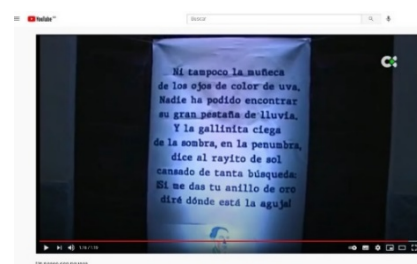 YouTube
Buscar
Ni tampoco la muñeca
de los ojos de color de uva.
Nadie ha podido encontrar
su gran pestaña de lluvia.
Y la gallinita ciega
de la sombra, en la penumbra,
dice al rayito de sol
cansado de tanta búsqueda:
¡Si me das tu anillo de oro
diré dónde está la aguja!